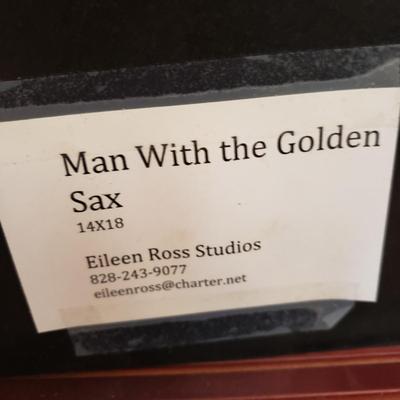 Man With the Golden
Sax
14X18
Eileen Ross Studios
828-243-9077
eileenross@charter.net